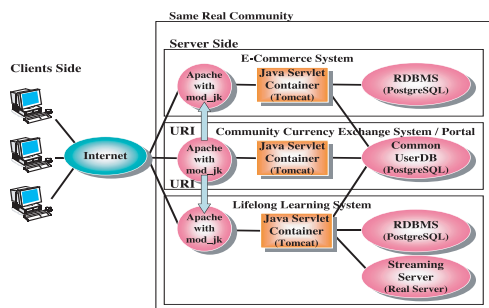 Same Real Community
Server Side
Clients Side
E-Commerce System
Apache
with
mod_jk
Java Servlet
Container
(Tomcat)
RDBMS
(PostgreSQL)
Internet
URI
Community Currency Exchange System / Portal
Apache
with
mod_jk
Java Servlet
Container
(Tomcat)
Common
UserDB
(PostgreSQL)
URI
Lifelong Learning System
Apache
with
mod_jk
Java Servlet
Container
(Tomcat)
RDBMS
(PostgreSQL)
Streaming
Server
(Real Server)